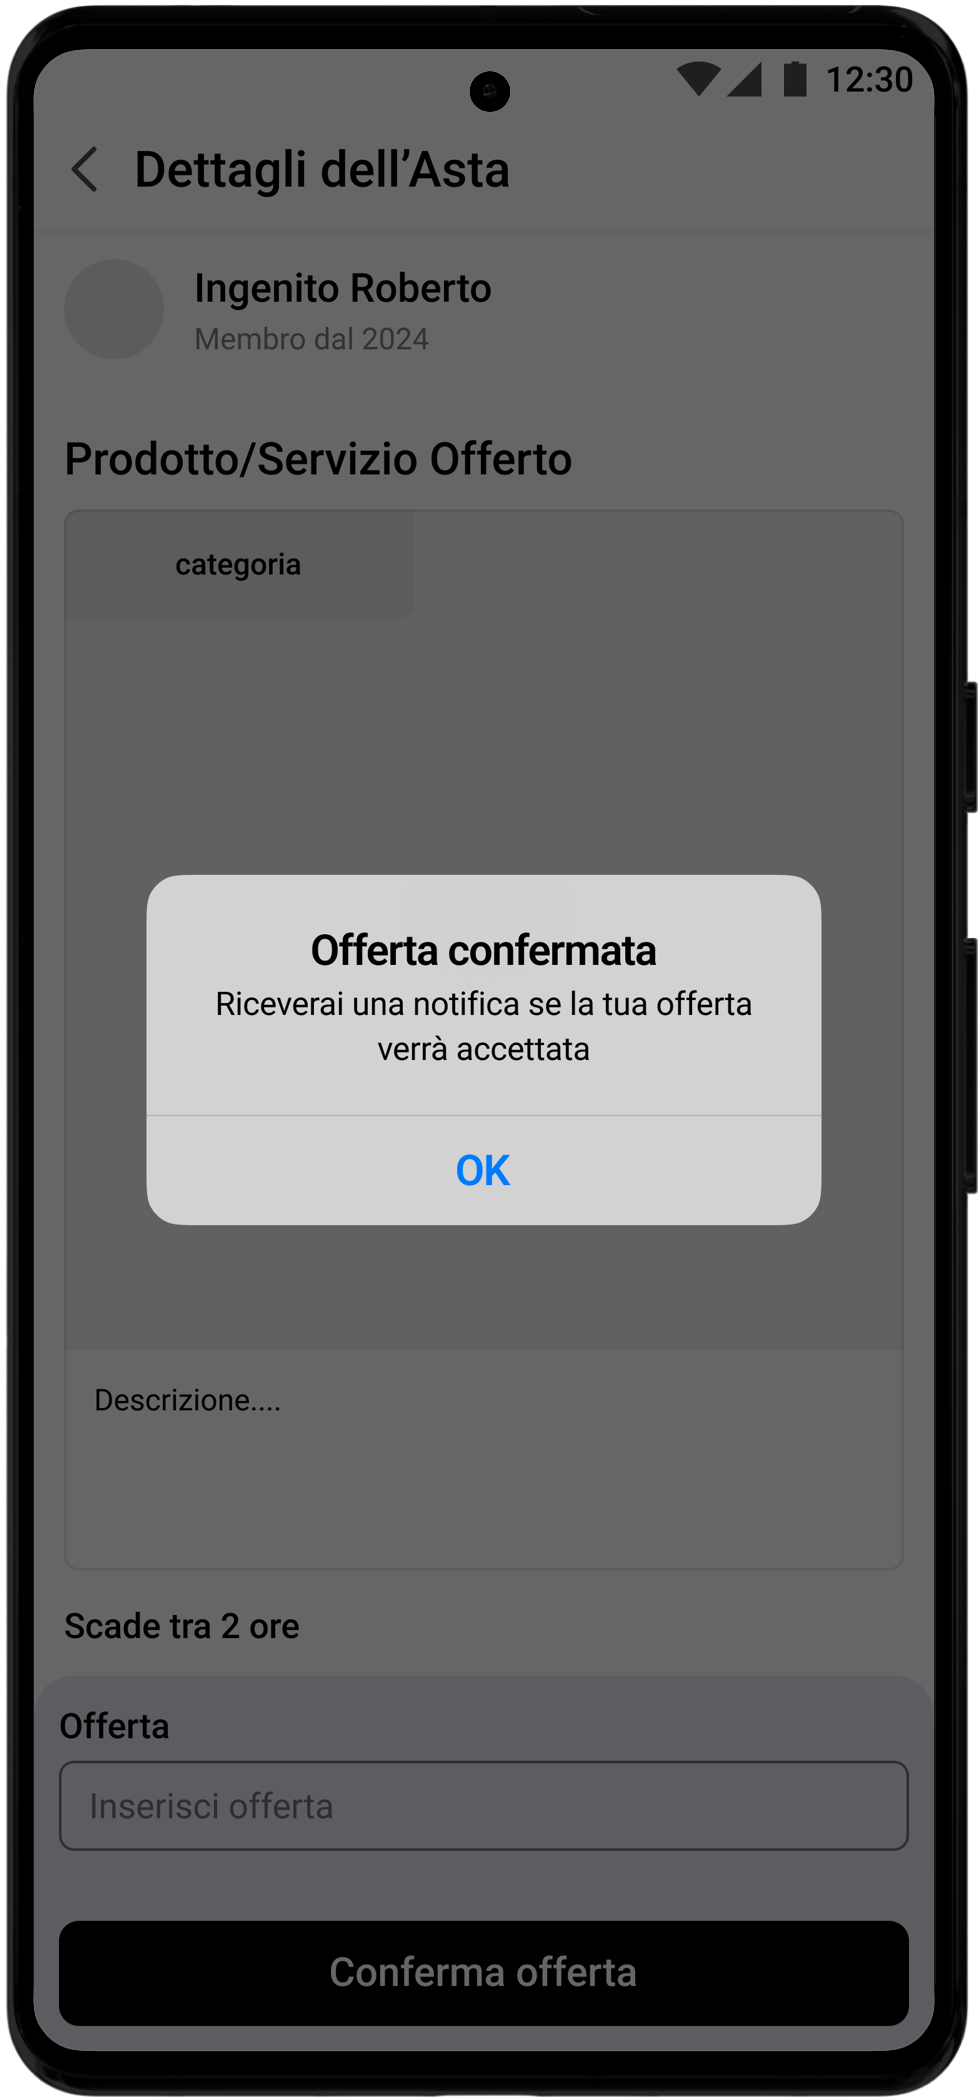 12:30
Dettagli dell’Asta
Ingenito Roberto
Membro dal 2024
Prodotto/Servizio Offerto
categoria
Offerta confermata
Riceverai una notifica se la tua offerta
verrà accettata
OK
Descrizione....
Scade tra 2 ore
Offerta
Inserisci offerta
Conferma offerta